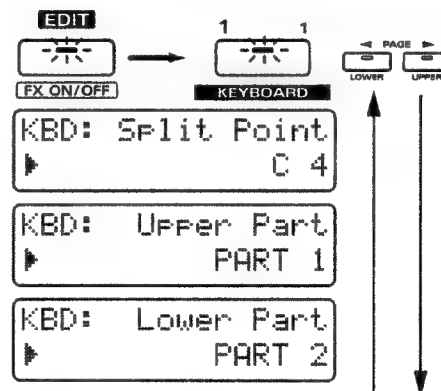 EDIT
1 1
◄ PAGE ►
FX ON/OFF
KEYBOARD
LOWER UPPER
KBD: Split Point
C 4
KBD: Upper Part
PART 1
KBD: Lower Part
PART 2